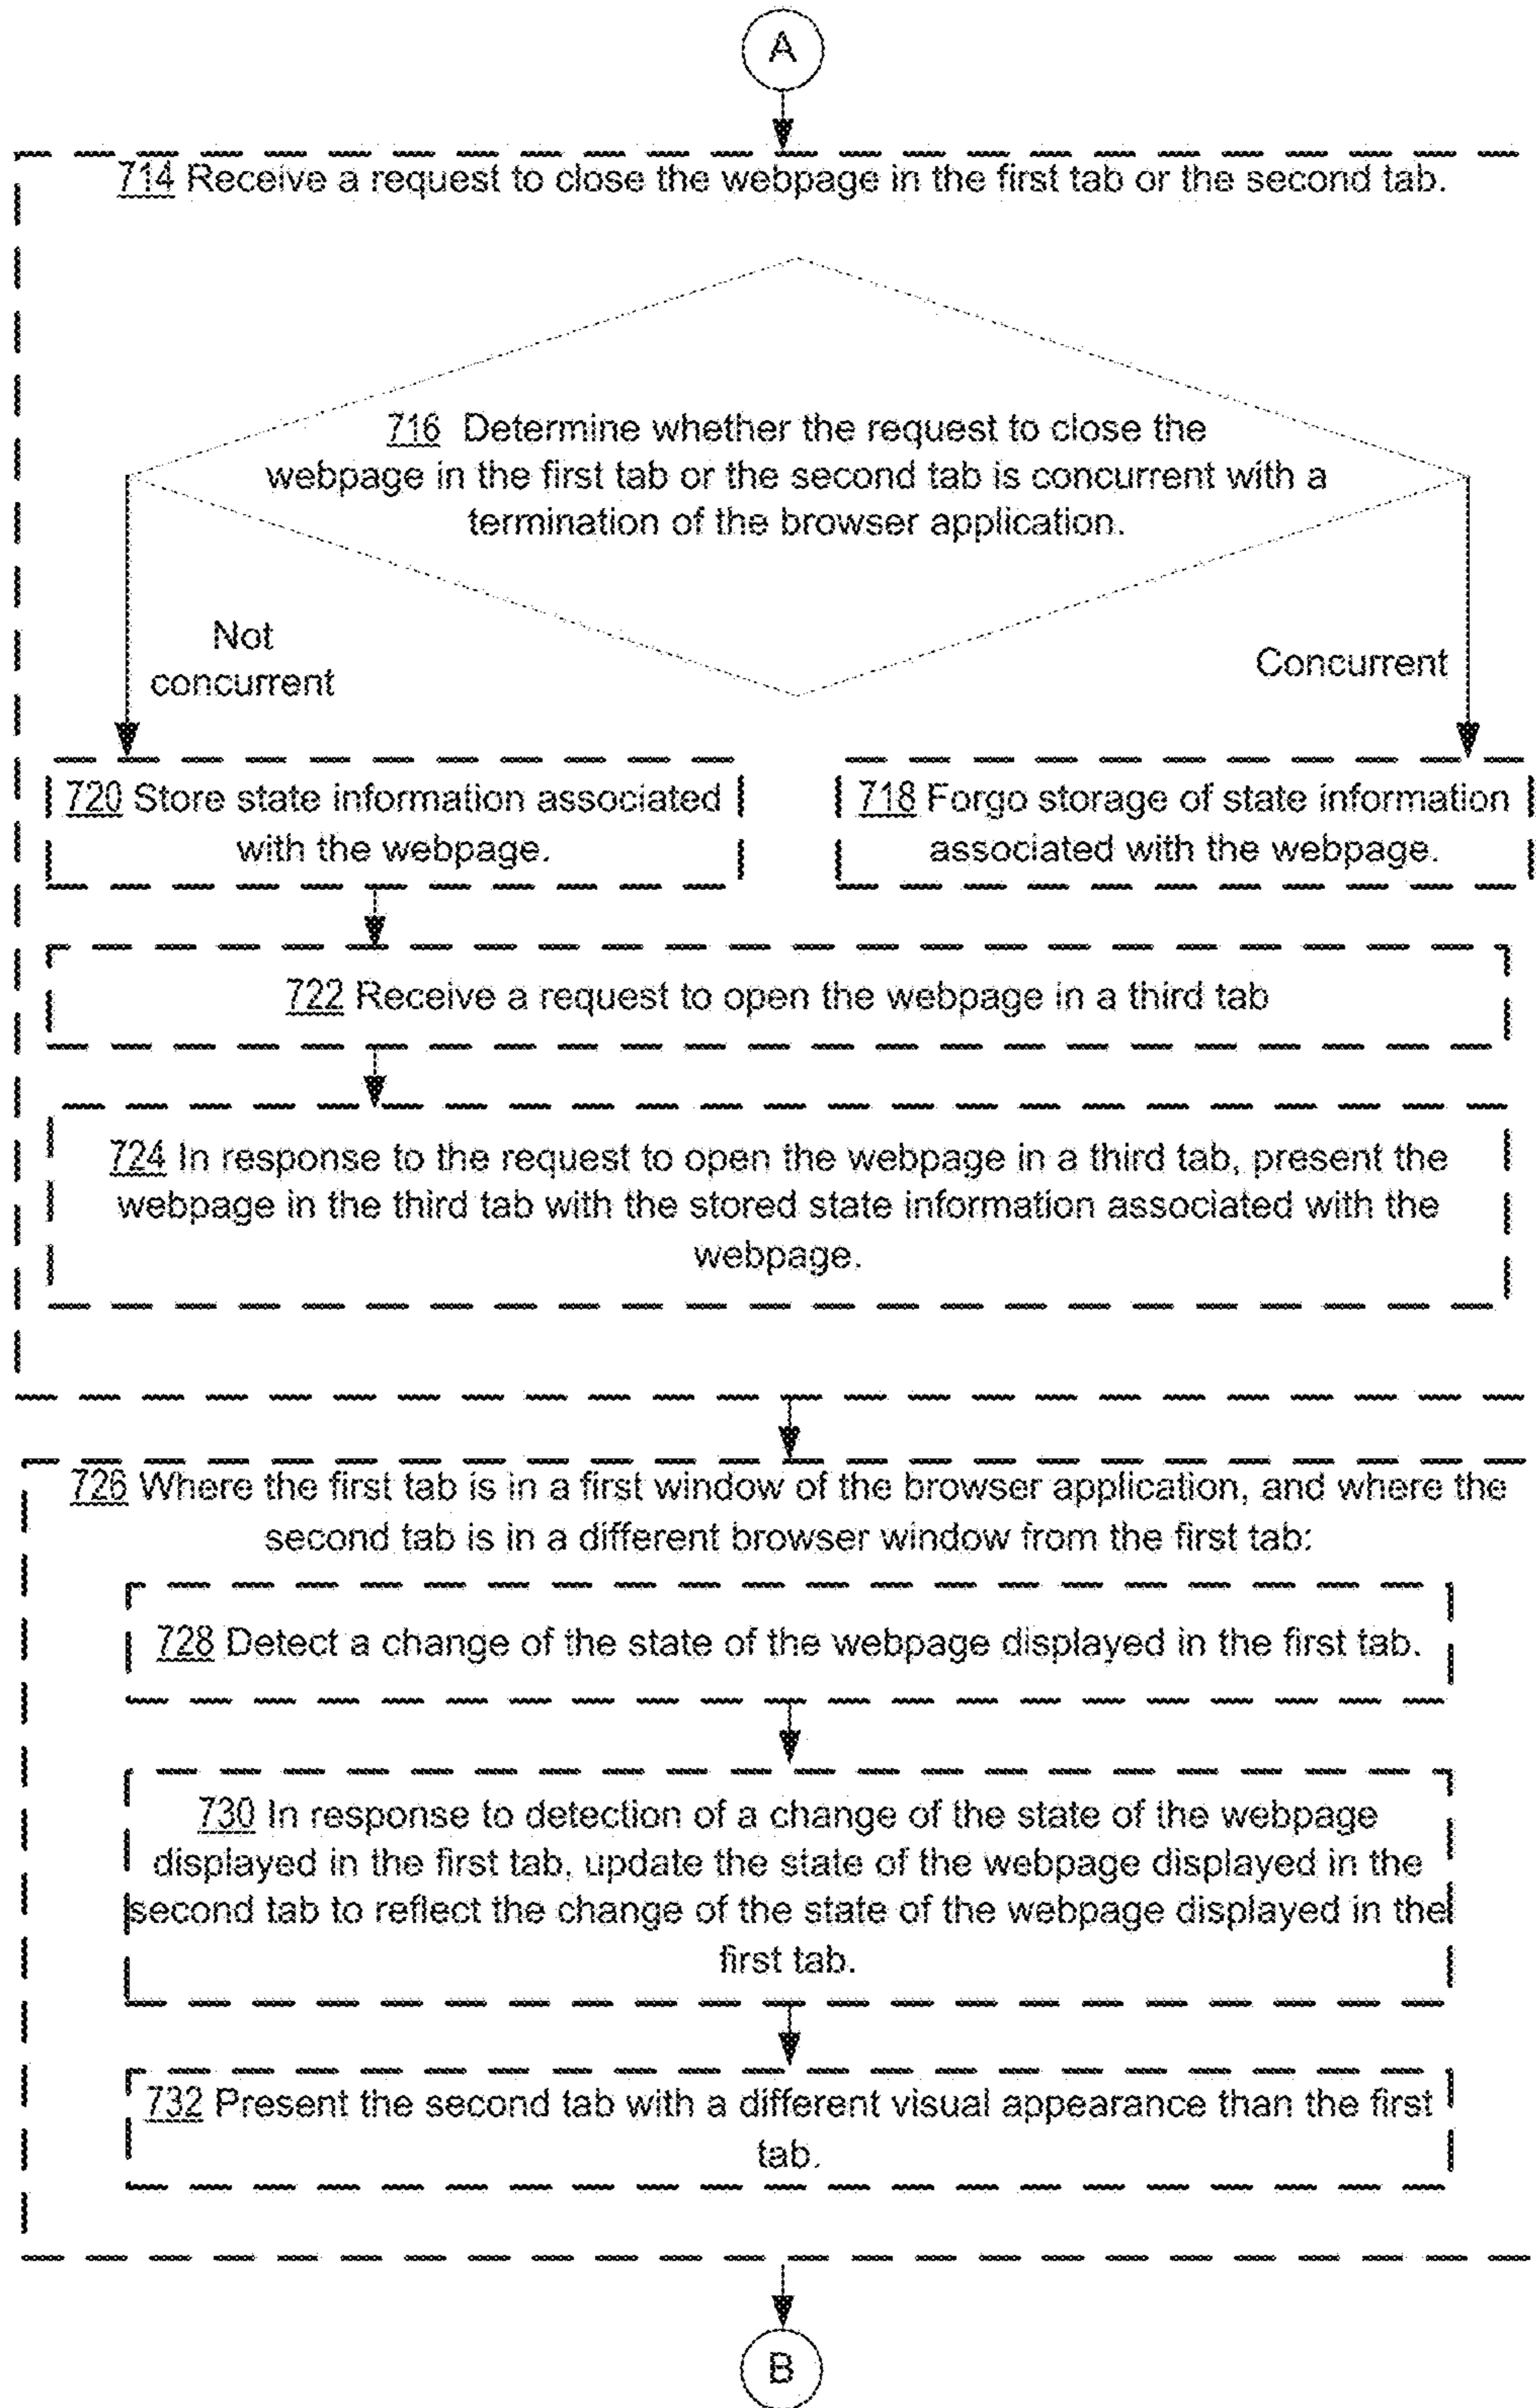 A
714 Receive a request to close the webpage in the first tab or the second tab.
716 Determine whether the request to close the
webpage in the first tab or the second tab is concurrent with a
termination of the browser application.
Not
concurrent
Concurrent
720 Store state information associated
with the webpage.
718 Forgo storage of state information
associated with the webpage.
722 Receive a request to open the webpage in a third tab
724 In response to the request to open the webpage in a third tab, present the
webpage in the third tab with the stored state information associated with the
webpage.
726 Where the first tab is in a first window of the browser application, and where the
second tab is in a different browser window from the first tab:
728 Detect a change of the state of the webpage displayed in the first tab.
730 In response to detection of a change of the state of the webpage
displayed in the first tab, update the state of the webpage displayed in the
second tab to reflect the change of the state of the webpage displayed in the
first tab.
732 Present the second tab with a different visual appearance than the first
tab.
B